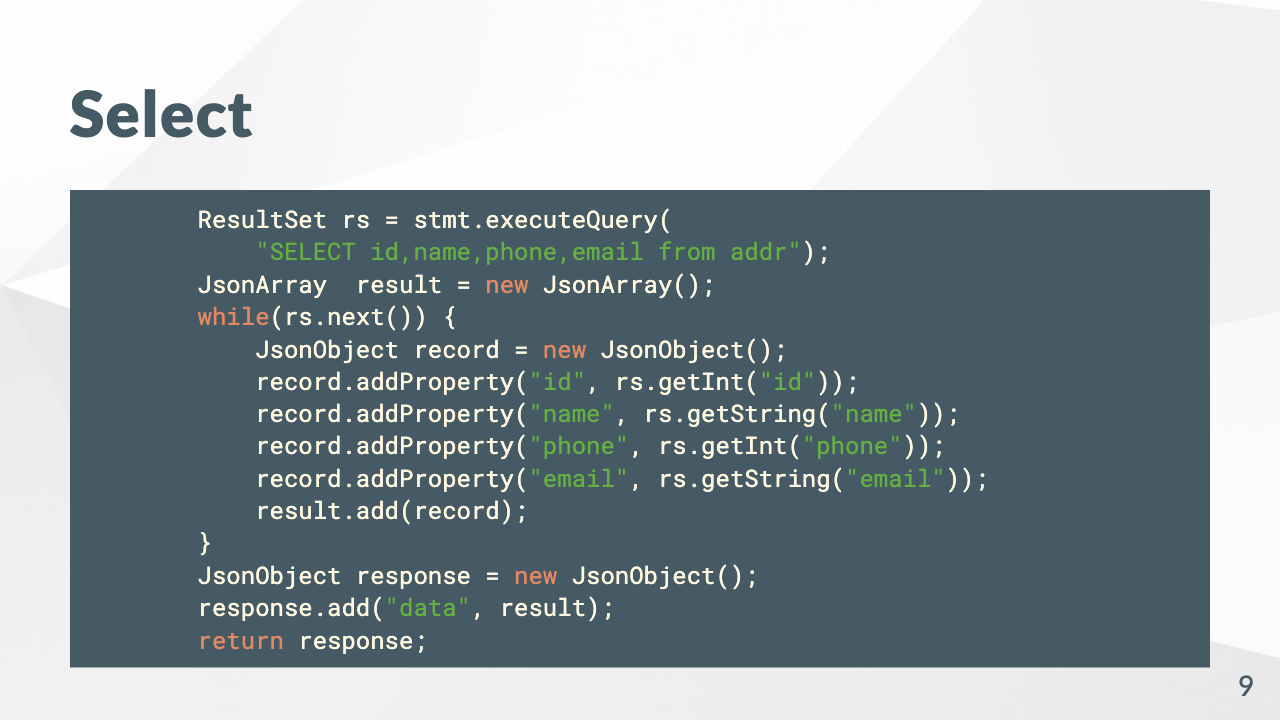 Select
ResultSet rs = stmt.executeQuery(
    "SELECT id,name,phone,email from addr");
JsonArray  result = new JsonArray();
while(rs.next()) {
    JsonObject record = new JsonObject();
    record.addProperty("id", rs.getInt("id"));
    record.addProperty("name", rs.getString("name"));
    record.addProperty("phone", rs.getInt("phone"));
    record.addProperty("email", rs.getString("email"));
    result.add(record);
}
JsonObject response = new JsonObject();
response.add("data", result);
return response;
9